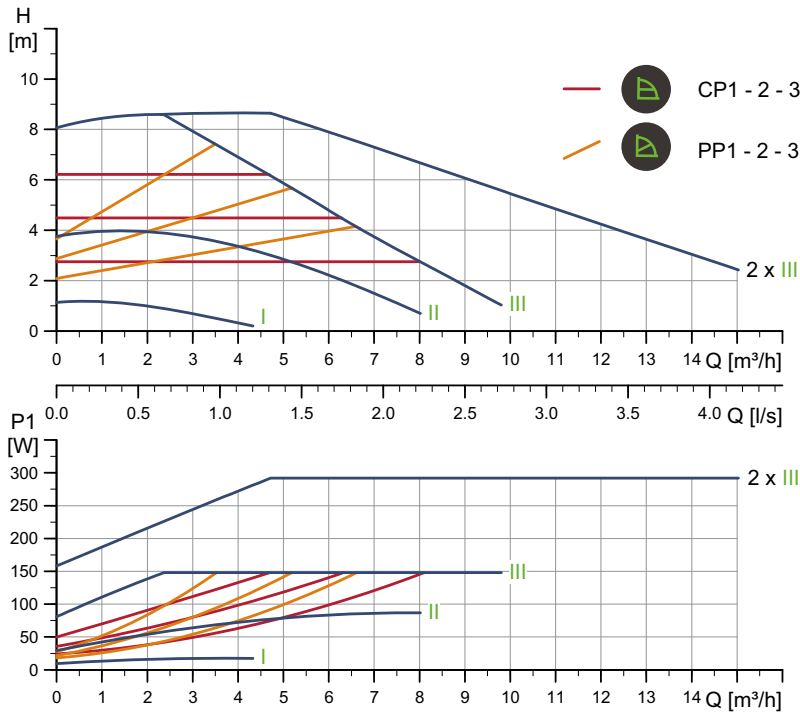 H
[m]
10
8
6
4
2
0
CP1 - 2 - 3
PP1 - 2 - 3
2 x III
I
II
III
0 1 2 3 4 5 6 7 8 9 10 11 12 13 14 Q [m³/h]
0.0 0.5 1.0 1.5 2.0 2.5 3.0 3.5 4.0 Q [l/s]
P1
[W]
300
250
200
150
100
50
0
2 x III
III
II
I
0 1 2 3 4 5 6 7 8 9 10 11 12 13 14 Q [m³/h]